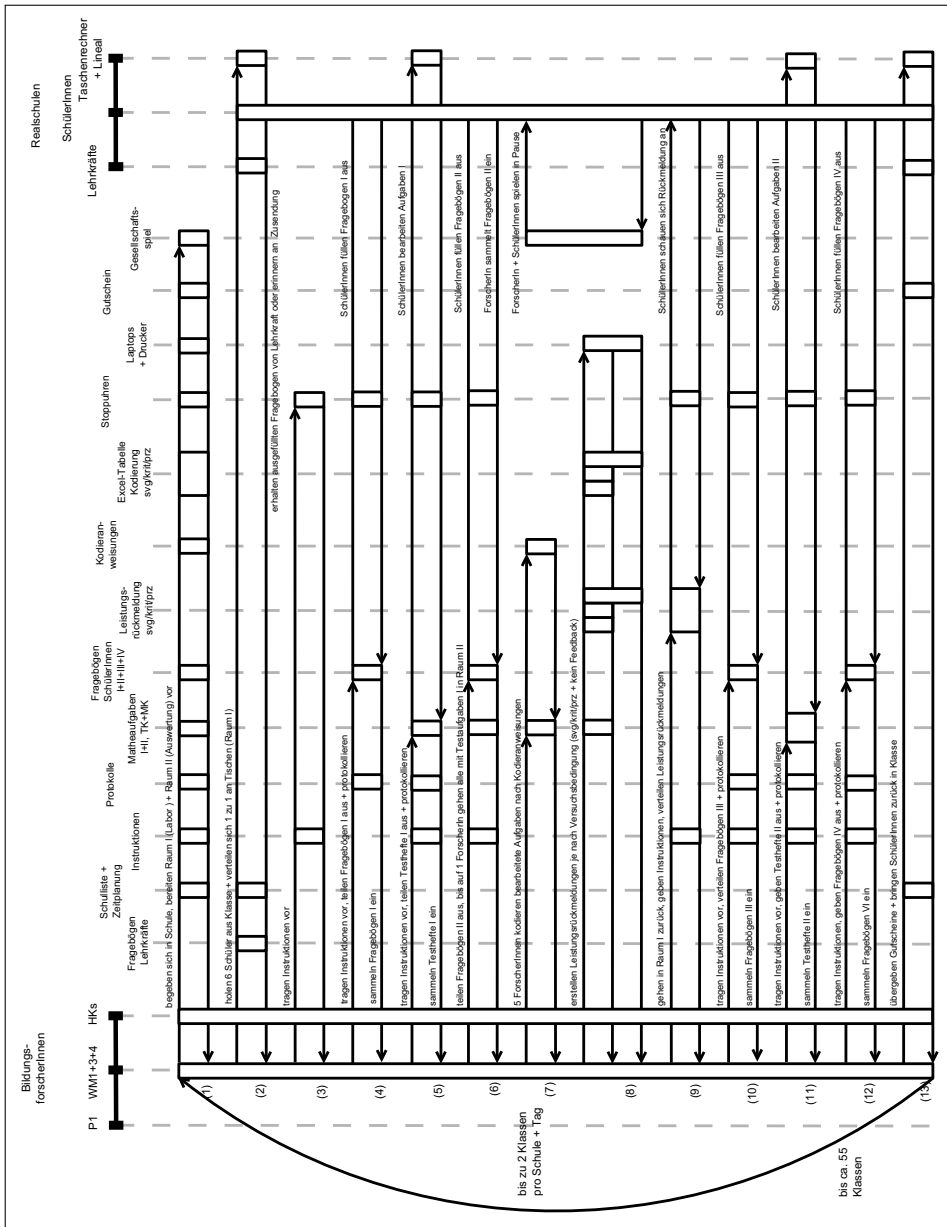 Bildungs-
forscherInnen
P1
WM1+3+4
HKs
Fragebögen
Lehrkräfte
Schulliste +
Zeitplanung
Instruktionen
Protokolle
Matheaufgaben
I+II, TK+MK
Fragebögen
SchülerInnen
I+II+III+IV
Leistungs-
rückmeldung
svg/krit/prz
Kodieran-
weisungen
Excel-Tabelle
Kodierung
svg/krit/prz
Stoppuhren
Laptops
+ Drucker
Gutschein
Gesellschafts-
spiel
Realschulen
Lehrkräfte
SchülerInnen
Taschenrechner
+ Lineal
begeben sich in Schule, bereiten Raum I (Labor ) + Raum II (Auswertung) vor
(1)
holen 6 Schüler aus Klasse + verteilen sich 1 zu 1 an Tischen (Raum I)
(2)
erhalten ausgefüllten Fragebogen von Lehrkraft oder erinnern an Zusendung
tragen Instruktionen vor
(3)
tragen Instruktionen vor, teilen Fragebögen I aus + protokollieren
SchülerInnen füllen Fragebogen I aus
(4)
sammeln Fragebögen I ein
tragen Instruktionen vor, teilen Testhefte I aus + protokollieren
SchülerInnen bearbeiten Aufgaben I
(5)
sammeln Testhefte I ein
teilen Fragebögen II aus, bis auf 1 ForscherIn gehen alle mit Testaufgaben I in Raum II
SchülerInnen füllen Fragebögen II aus
(6)
ForscherIn sammelt Fragebögen II ein
5 ForscherInnen kodieren bearbeitete Aufgaben nach Kodieranweisungen
ForscherIn + SchülerInnen spielen in Pause
(7)
bis zu 2 Klassen
pro Schule + Tag
erstellen Leistungsrückmeldungen je nach Versuchsbedingung (svg/krit/prz + kein Feedback)
(8)
gehen in Raum I zurück, geben Instruktionen, verteilen Leistungsrückmeldungen
SchülerInnen schauen sich Rückmeldung an
(9)
tragen Instruktionen vor, verteilen Fragebögen III + protokollieren
SchülerInnen füllen Fragebögen III aus
(10)
sammeln Fragebögen III ein
tragen Instruktionen vor, geben Testhefte II aus + protokollieren
SchülerInnen bearbeiten Aufgaben II
(11)
sammeln Testhefte II ein
tragen Instruktionen vor, geben Fragebögen IV aus + protokollieren
SchülerInnen füllen Fragebögen IV aus
(12)
sammeln Fragebögen VI ein
bis ca. 55
Klassen
übergeben Gutscheine + bringen SchülerInnen zurück in Klasse
(13)